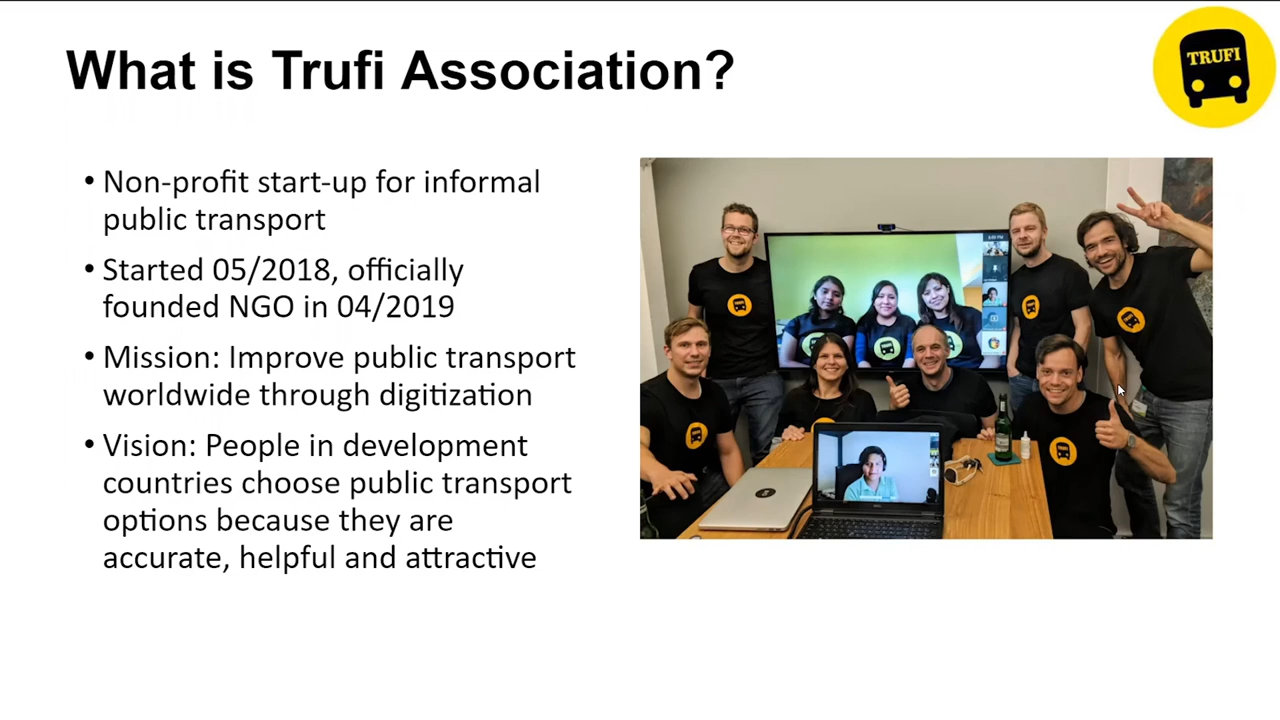 What is Trufi Association?
TRUFI
• Non-profit start-up for informal
public transport
• Started 05/2018, officially
founded NGO in 04/2019
• Mission: Improve public transport
worldwide through digitization
• Vision: People in development
countries choose public transport
options because they are
accurate, helpful and attractive